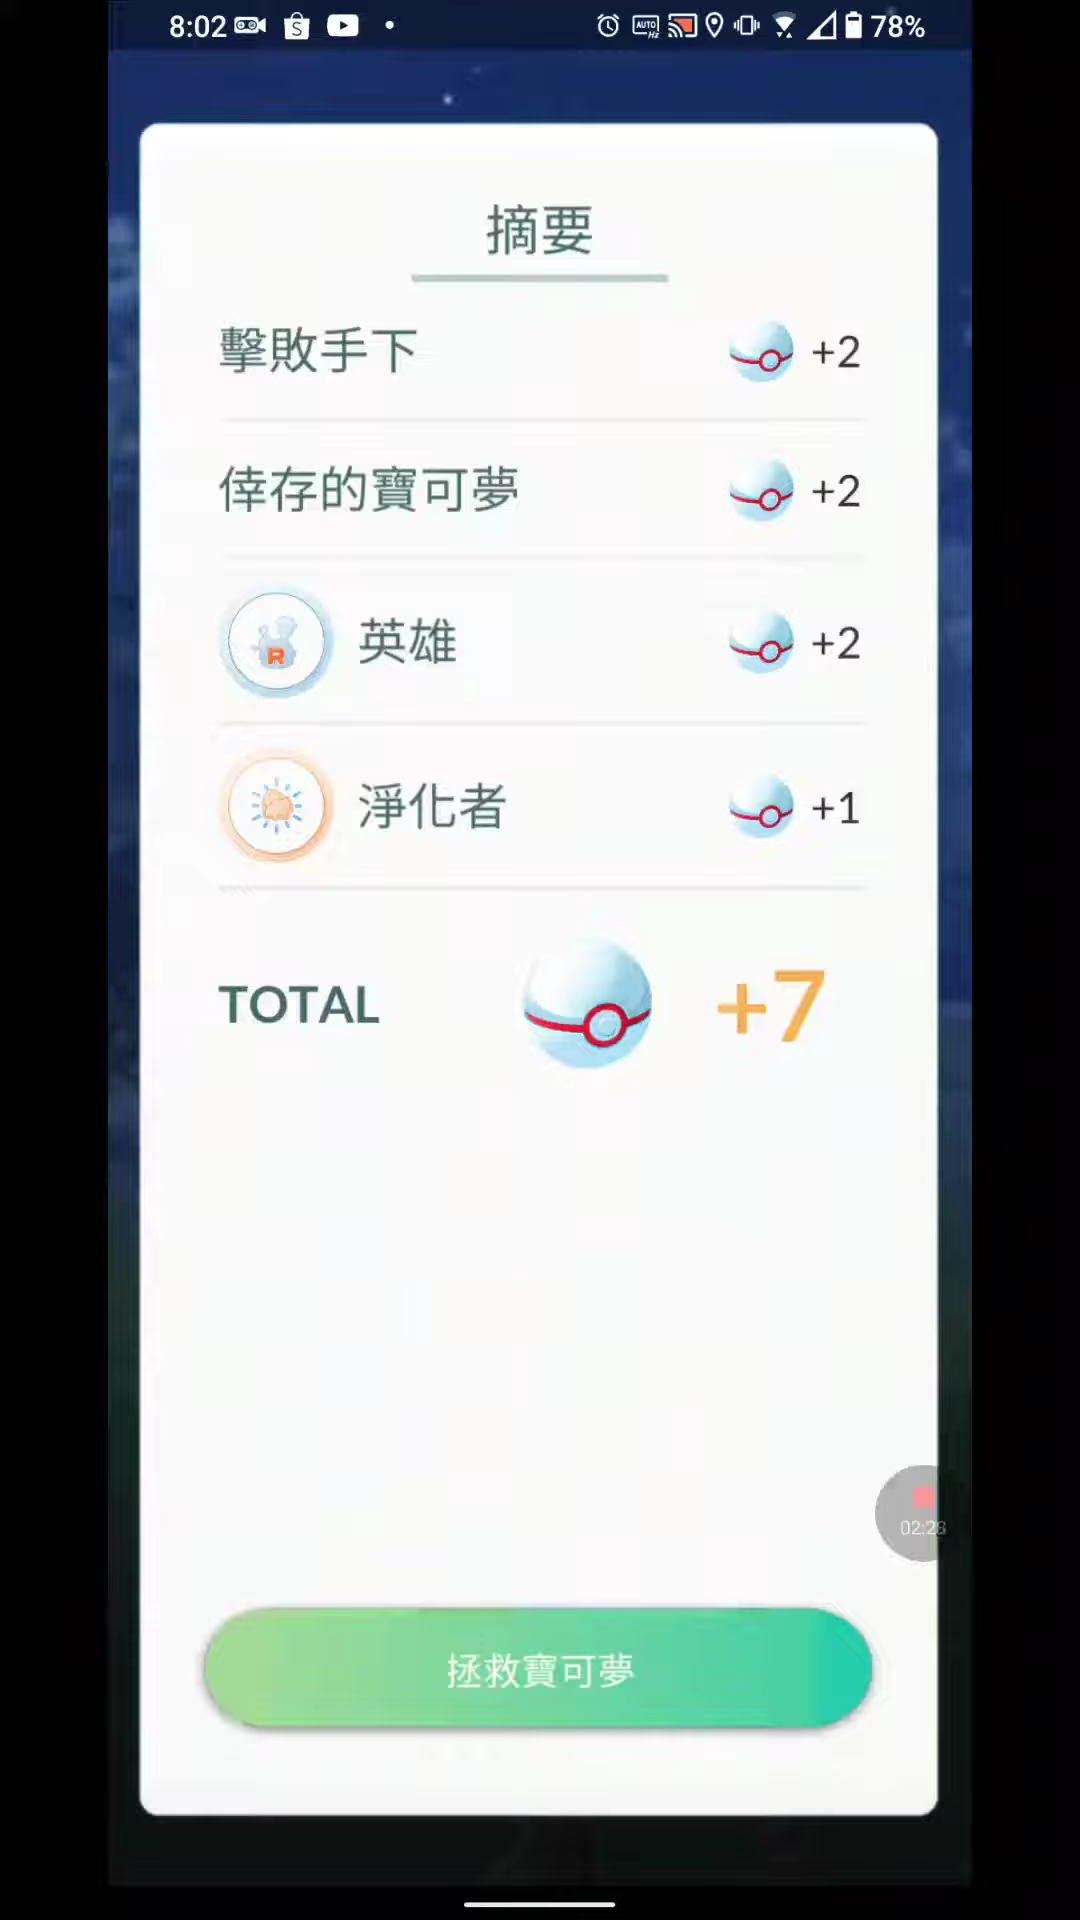 8:02 78%
摘要
擊敗手下 +2
倖存的寶可夢 +2
英雄 +2
淨化者 +1
TOTAL +7
02:28
拯救寶可夢